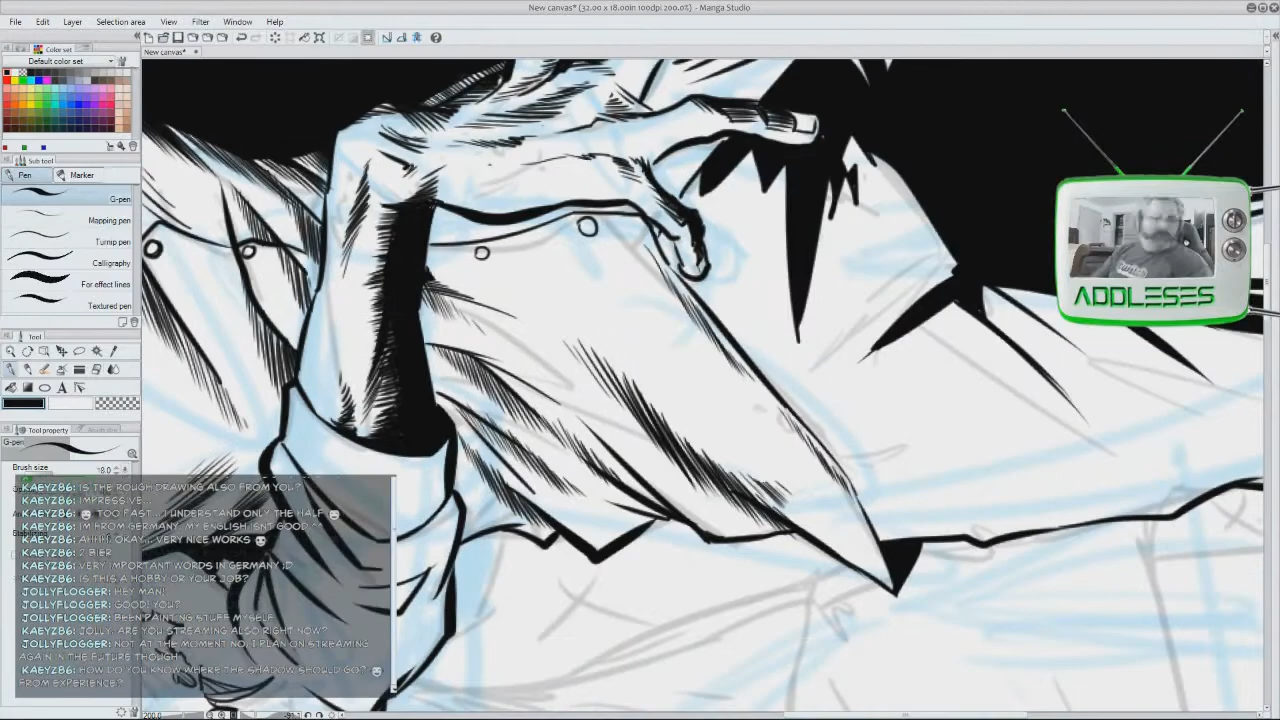 New canvas* (32.00 x 18.00in 100dpi 200.0%) - Manga Studio
File Edit Layer Selection area View Filter Window Help
New canvas*
Color set
Default color set
Sub tool
Pen Marker
G-pen
Mapping pen
Turnip pen
Calligraphy
For effect lines
Textured pen
Tool
Tool property
G-pen
Brush size 18.0
KAEYZ86: IS THE ROUGH DRAWING ALSO FROM YOU?
KAEYZ86: IMPRESSIVE...
KAEYZ86: TOO FAST... I UNDERSTAND ONLY THE HALF
KAEYZ86: IM FROM GERMANY. MY ENGLISH ISNT GOOD ^^
KAEYZ86: AHHH. OKAY... VERY NICE WORKS
KAEYZ86: 2 BIER
KAEYZ86: VERY IMPORTANT WORDS IN GERMANY ;D
KAEYZ86: IS THIS A HOBBY OR YOUR JOB?
JOLLYFLOGGER: HEY MAN!
JOLLYFLOGGER: GOOD! YOU?
JOLLYFLOGGER: BEEN PAINTING STUFF MYSELF
KAEYZ86: JOLLY, ARE YOU STREAMING ALSO RIGHT NOW?
JOLLYFLOGGER: NOT AT THE MOMENT NO, I PLAN ON STREAMING
AGAIN IN THE FUTURE THOUGH
KAEYZ86: HOW DO YOU KNOW WHERE THE SHADOW SHOULD GO?
FROM EXPERIENCE?
ADDLESES
200.0